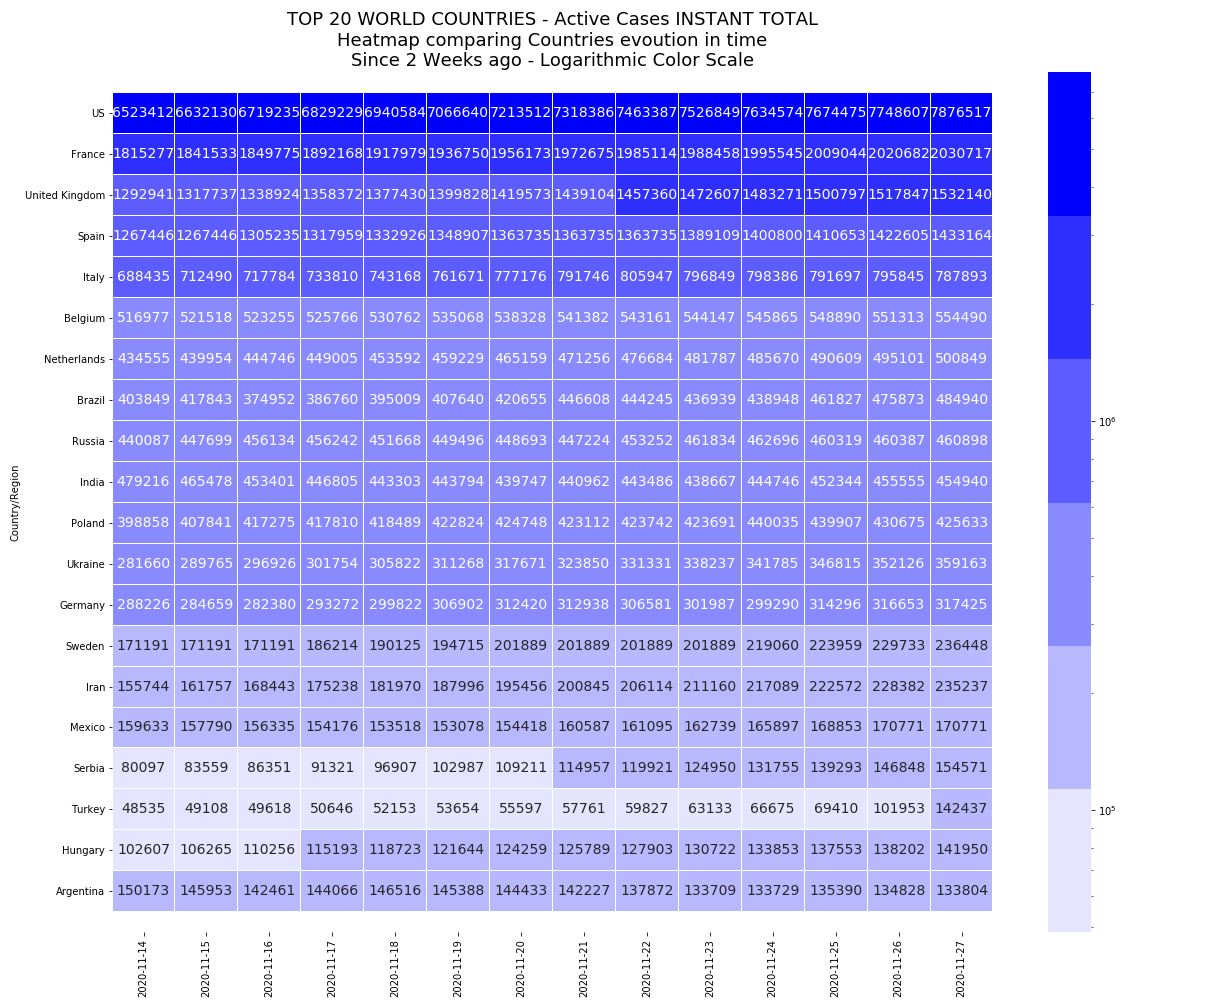 TOP 20 WORLD COUNTRIES - Active Cases INSTANT TOTAL
Heatmap comparing Countries evoution in time
Since 2 Weeks ago - Logarithmic Color Scale
Country/Region
US 6523412 6632130 6719235 6829229 6940584 7066640 7213512 7318386 7463387 7526849 7634574 7674475 7748607 7876517
France 1815277 1841533 1849775 1892168 1917979 1936750 1956173 1972675 1985114 1988458 1995545 2009044 2020682 2030717
United Kingdom 1292941 1317737 1338924 1358372 1377430 1399828 1419573 1439104 1457360 1472607 1483271 1500797 1517847 1532140
Spain 1267446 1267446 1305235 1317959 1332926 1348907 1363735 1363735 1363735 1389109 1400800 1410653 1422605 1433164
Italy 688435 712490 717784 733810 743168 761671 777176 791746 805947 796849 798386 791697 795845 787893
Belgium 516977 521518 523255 525766 530762 535068 538328 541382 543161 544147 545865 548890 551313 554490
Netherlands 434555 439954 444746 449005 453592 459229 465159 471256 476684 481787 485670 490609 495101 500849
Brazil 403849 417843 374952 386760 395009 407640 420655 446608 444245 436939 438948 461827 475873 484940
Russia 440087 447699 456134 456242 451668 449496 448693 447224 453252 461834 462696 460319 460387 460898
India 479216 465478 453401 446805 443303 443794 439747 440962 443486 438667 444746 452344 455555 454940
Poland 398858 407841 417275 417810 418489 422824 424748 423112 423742 423691 440035 439907 430675 425633
Ukraine 281660 289765 296926 301754 305822 311268 317671 323850 331331 338237 341785 346815 352126 359163
Germany 288226 284659 282380 293272 299822 306902 312420 312938 306581 301987 299290 314296 316653 317425
Sweden 171191 171191 171191 186214 190125 194715 201889 201889 201889 201889 219060 223959 229733 236448
Iran 155744 161757 168443 175238 181970 187996 195456 200845 206114 211160 217089 222572 228382 235237
Mexico 159633 157790 156335 154176 153518 153078 154418 160587 161095 162739 165897 168853 170771 170771
Serbia 80097 83559 86351 91321 96907 102987 109211 114957 119921 124950 131755 139293 146848 154571
Turkey 48535 49108 49618 50646 52153 53654 55597 57761 59827 63133 66675 69410 101953 142437
Hungary 102607 106265 110256 115193 118723 121644 124259 125789 127903 130722 133853 137553 138202 141950
Argentina 150173 145953 142461 144066 146516 145388 144433 142227 137872 133709 133729 135390 134828 133804
2020-11-14 2020-11-15 2020-11-16 2020-11-17 2020-11-18 2020-11-19 2020-11-20 2020-11-21 2020-11-22 2020-11-23 2020-11-24 2020-11-25 2020-11-26 2020-11-27
10⁶
10⁵